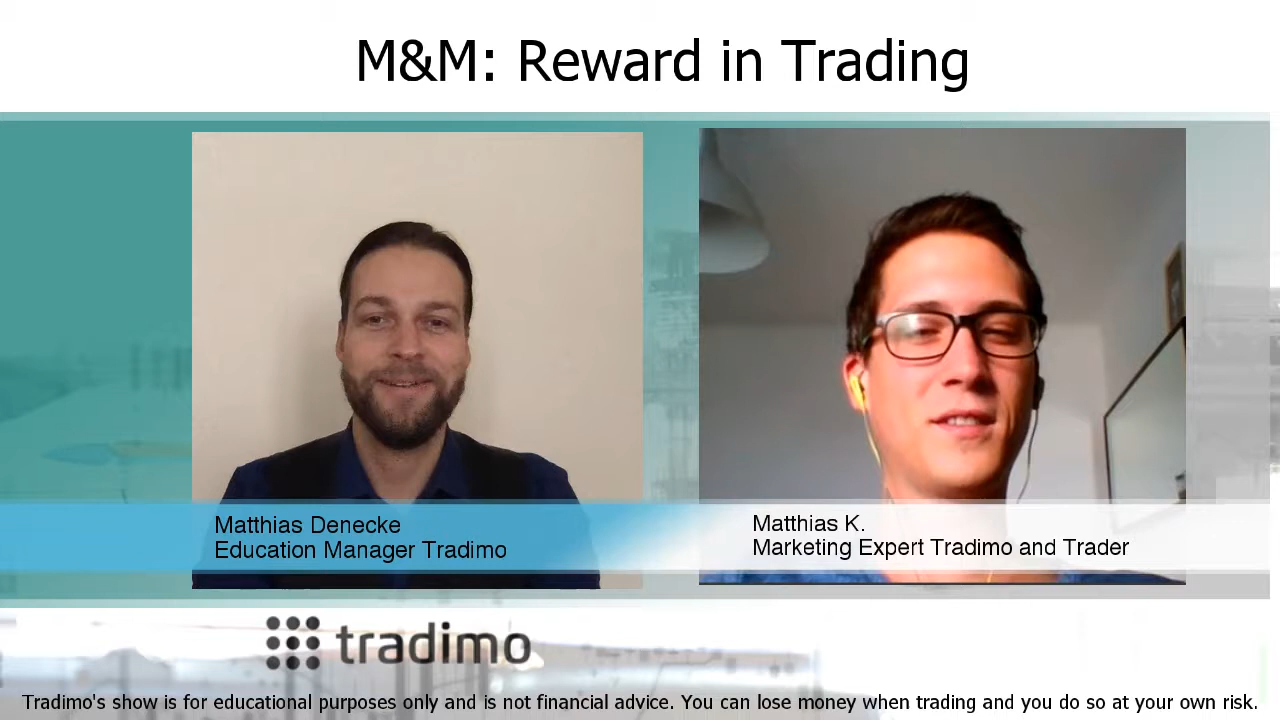 M&M: Reward in Trading
Matthias Denecke
Education Manager Tradimo
Matthias K.
Marketing Expert Tradimo and Trader
tradimo
Tradimo's show is for educational purposes only and is not financial advice. You can lose money when trading and you do so at your own risk.